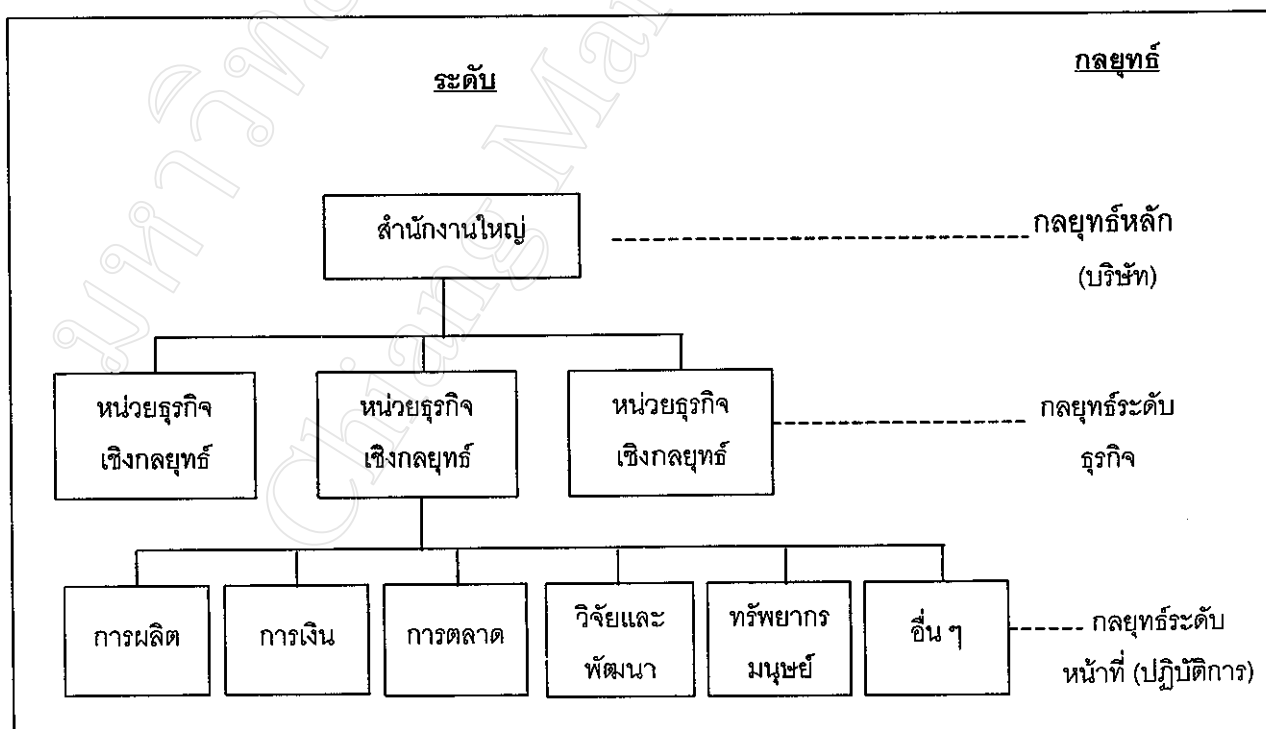 ระดับ
กลยุทธ์
สำนักงานใหญ่
กลยุทธ์หลัก
(บริษัท)
หน่วยธุรกิจ
เชิงกลยุทธ์
หน่วยธุรกิจ
เชิงกลยุทธ์
หน่วยธุรกิจ
เชิงกลยุทธ์
กลยุทธ์ระดับ
ธุรกิจ
การผลิต
การเงิน
การตลาด
วิจัยและ
พัฒนา
ทรัพยากร
มนุษย์
อื่น ๆ
กลยุทธ์ระดับ
หน้าที่ (ปฏิบัติการ)
Chiang Mai